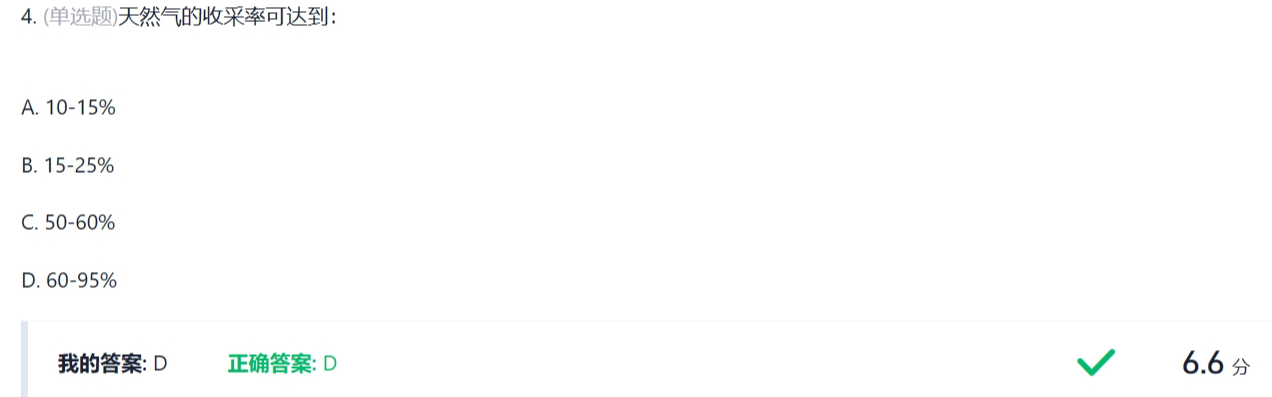 4. (单选题)天然气的收采率可达到：
A. 10-15%
B. 15-25%
C. 50-60%
D. 60-95%
我的答案: D 正确答案: D 6.6 分